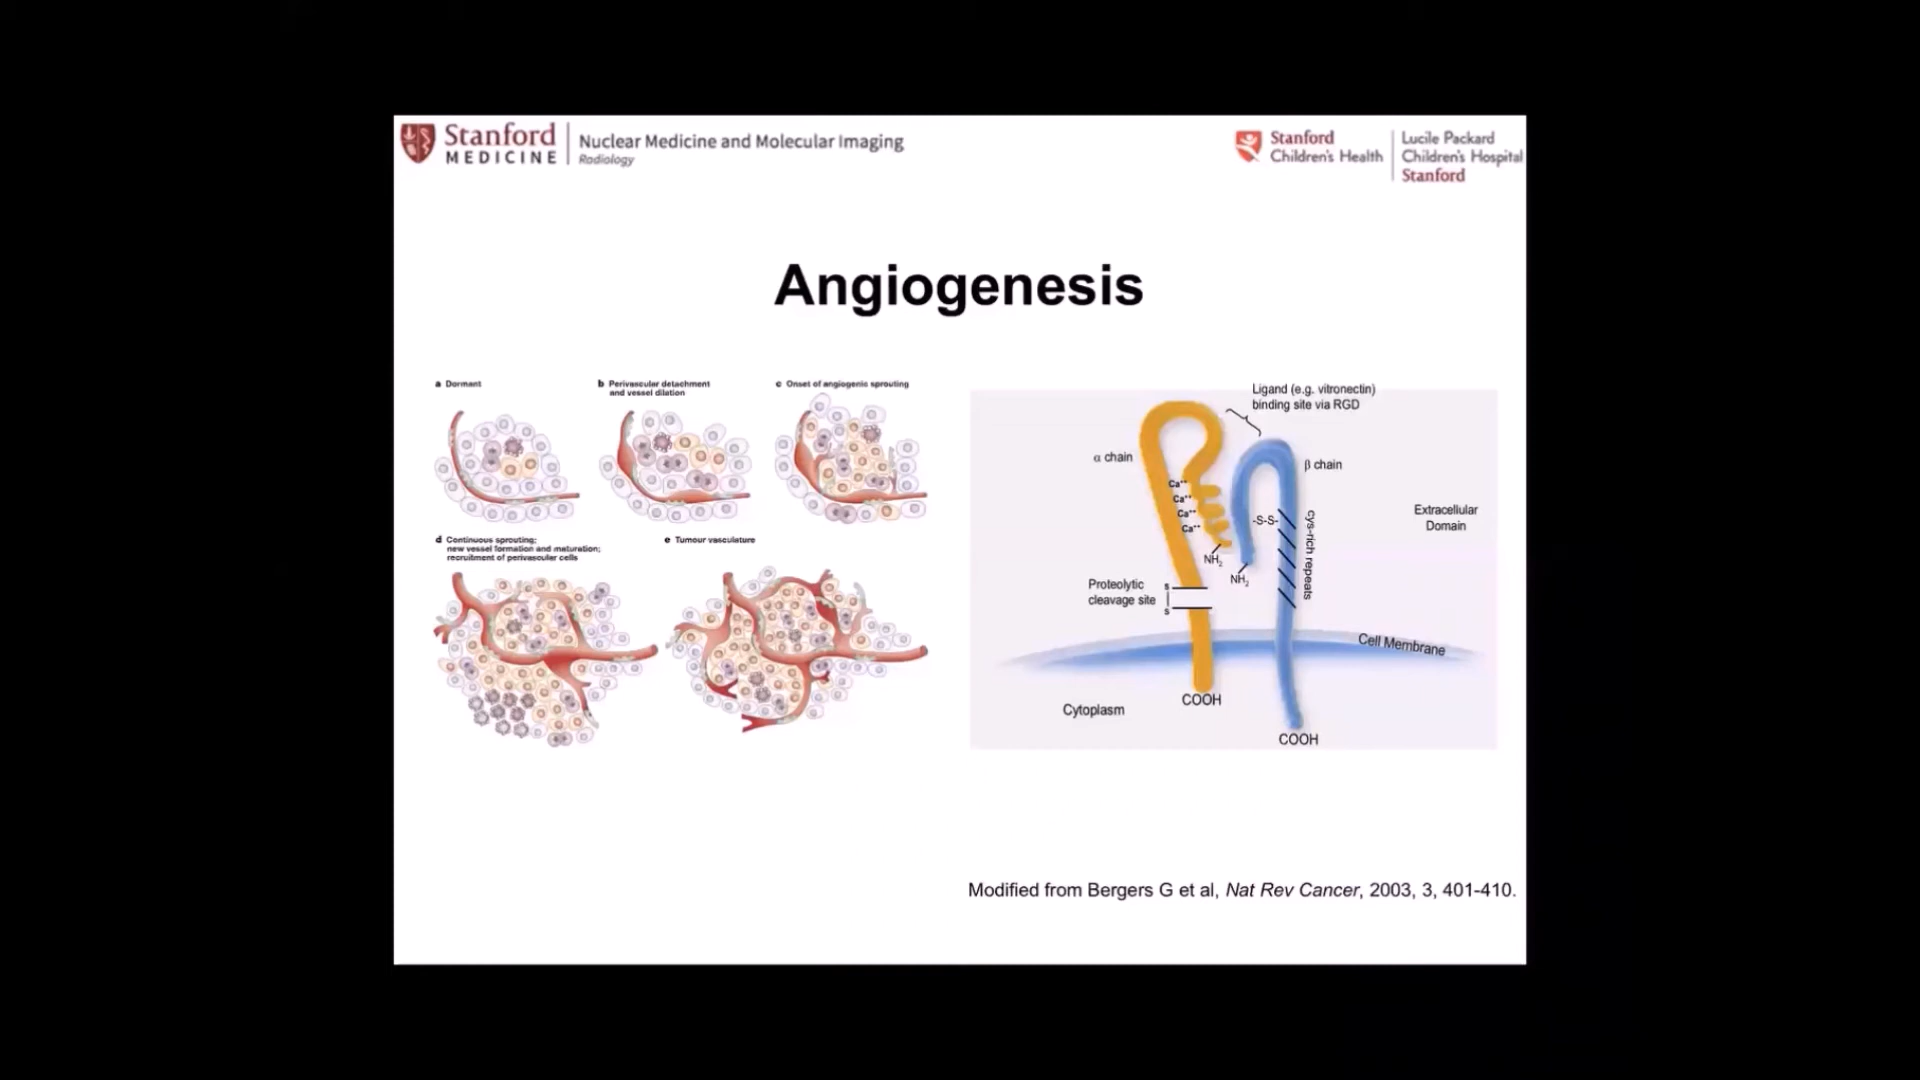 Stanford
MEDICINE
Nuclear Medicine and Molecular Imaging
Radiology
Stanford
Children's Health
Lucile Packard
Children's Hospital
Stanford
Angiogenesis
a Dormant
b Perivascular detachment
and vessel dilation
c Onset of angiogenic sprouting
d Continuous sprouting;
new vessel formation and maturation;
recruitment of perivascular cells
e Tumour vasculature
Ligand (e.g. vitronectin)
binding site via RGD
α chain
β chain
Ca++
Ca++
Ca++
Ca++
-S-S-
cys-rich repeats
Extracellular
Domain
NH2
NH2
Proteolytic
cleavage site
s
s
Cell Membrane
Cytoplasm
COOH
COOH
Modified from Bergers G et al, Nat Rev Cancer, 2003, 3, 401-410.